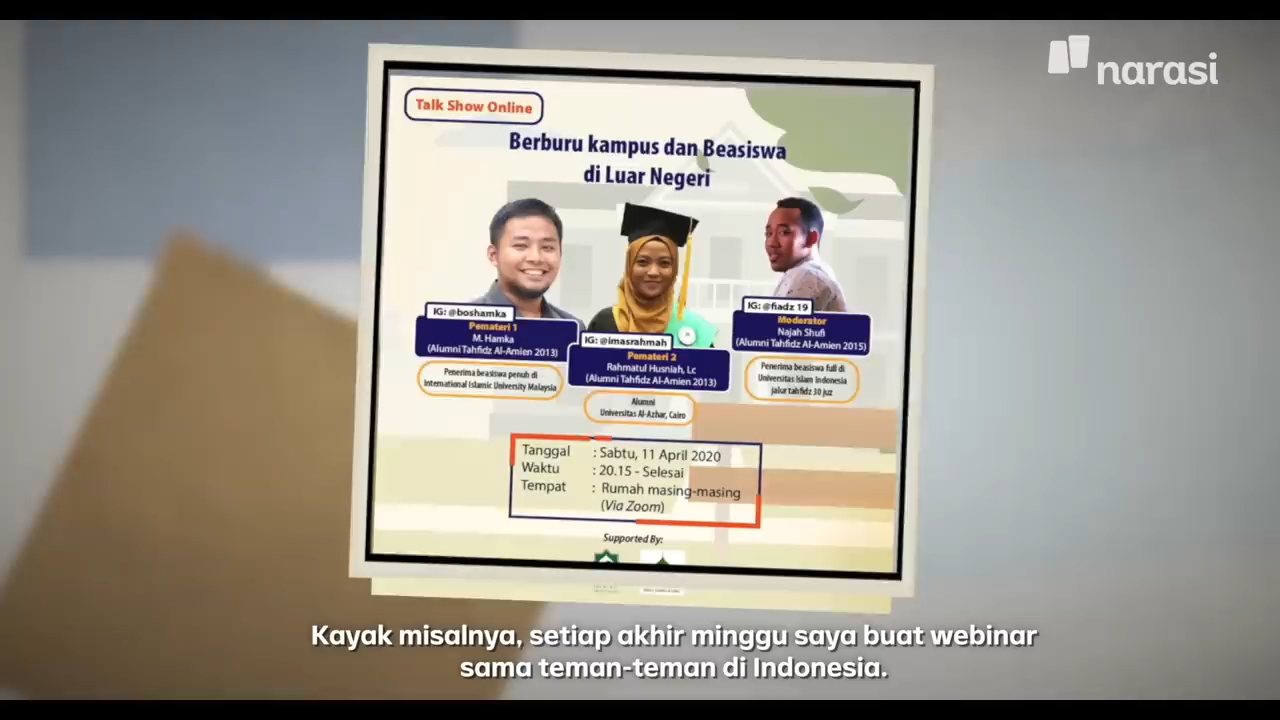 narasi
Talk Show Online
Berburu kampus dan Beasiswa
di Luar Negeri
IG: @boshamka
Pemateri 1
M. Hamka
(Alumni Tahfidz Al-Amien 2013)
Penerima beasiswa penuh di
International Islamic University Malaysia
IG: @imasrahmah
Pemateri 2
Rahmatul Husniah, Lc
(Alumni Tahfidz Al-Amien 2013)
Alumni
Universitas Al-Azhar, Cairo
IG: @fiadz 19
Moderator
Najah Shufi
(Alumni Tahfidz Al-Amien 2015)
Penerima beasiswa full di
Universitas Islam Indonesia
jalur tahfidz 30 juz
Tanggal : Sabtu, 11 April 2020
Waktu : 20.15 - Selesai
Tempat : Rumah masing-masing
(Via Zoom)
Supported By:
Kayak misalnya, setiap akhir minggu saya buat webinar
sama teman-teman di Indonesia.